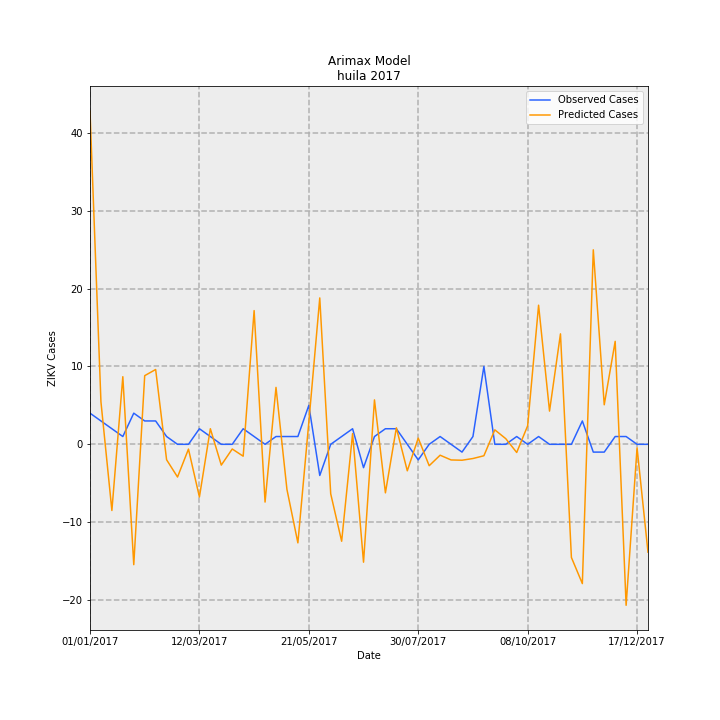 Arimax Model
huila 2017
Observed Cases
Predicted Cases
ZIKV Cases
40
30
20
10
0
−10
−20
01/01/2017
12/03/2017
21/05/2017
30/07/2017
08/10/2017
17/12/2017
Date